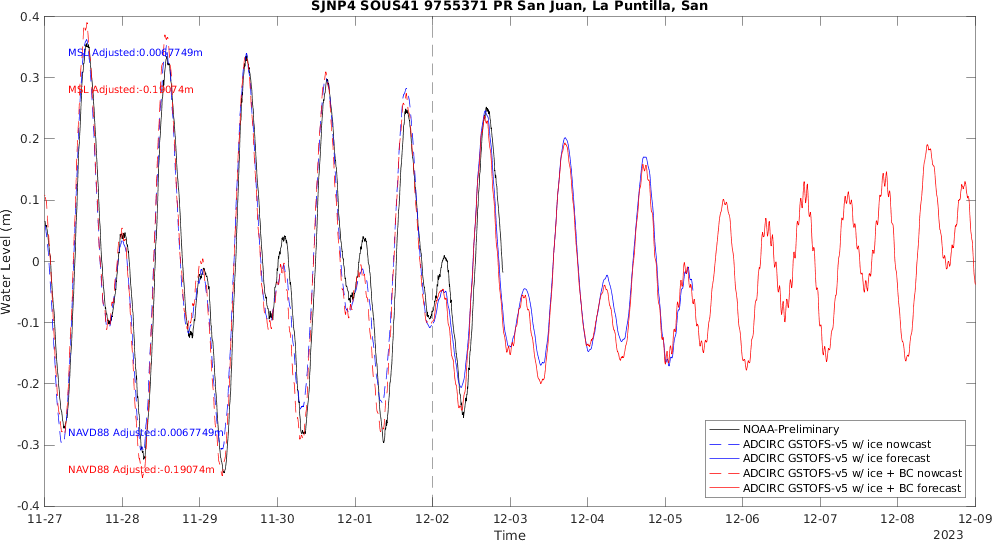 SJNP4 SOUS41 9755371 PR San Juan, La Puntilla, San
0.4
0.3
0.2
0.1
0
-0.1
-0.2
-0.3
-0.4
Water Level (m)
MSL Adjusted:0.0067749m
MSL Adjusted:-0.19074m
NAVD88 Adjusted:0.0067749m
NAVD88 Adjusted:-0.19074m
NOAA-Preliminary
ADCIRC GSTOFS-v5 w/ ice nowcast
ADCIRC GSTOFS-v5 w/ ice forecast
ADCIRC GSTOFS-v5 w/ ice + BC nowcast
ADCIRC GSTOFS-v5 w/ ice + BC forecast
11-27 11-28 11-29 11-30 12-01 12-02 12-03 12-04 12-05 12-06 12-07 12-08 12-09
Time
2023